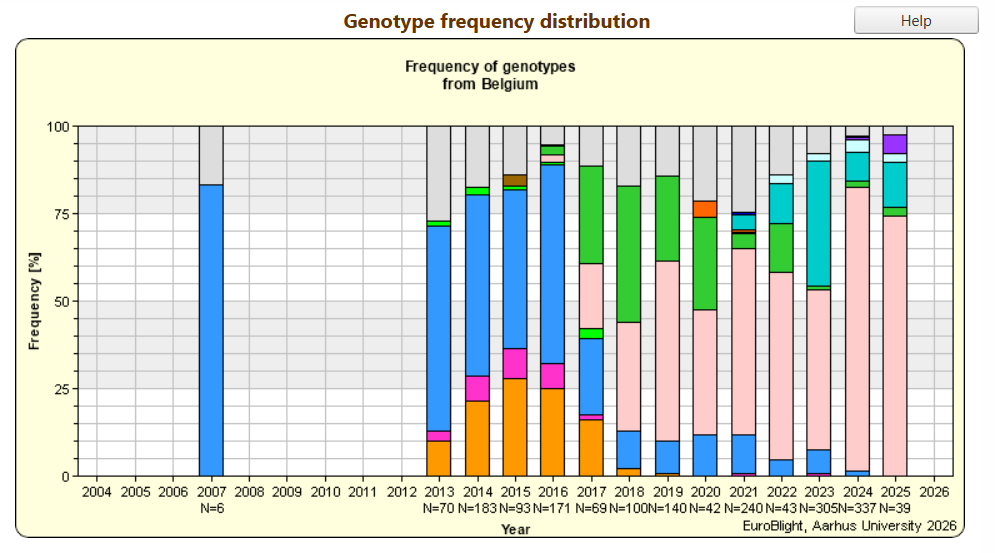 Genotype frequency distribution
Help
Frequency of genotypes
from Belgium
100
75
50
25
0
Frequency [%]
2004 2005 2006 2007 2008 2009 2010 2011 2012 2013 2014 2015 2016 2017 2018 2019 2020 2021 2022 2023 2024 2025 2026
N=6 N=70 N=183 N=93 N=171 N=69 N=100 N=140 N=42 N=240 N=43 N=305 N=337 N=39
Year
EuroBlight, Aarhus University 2026